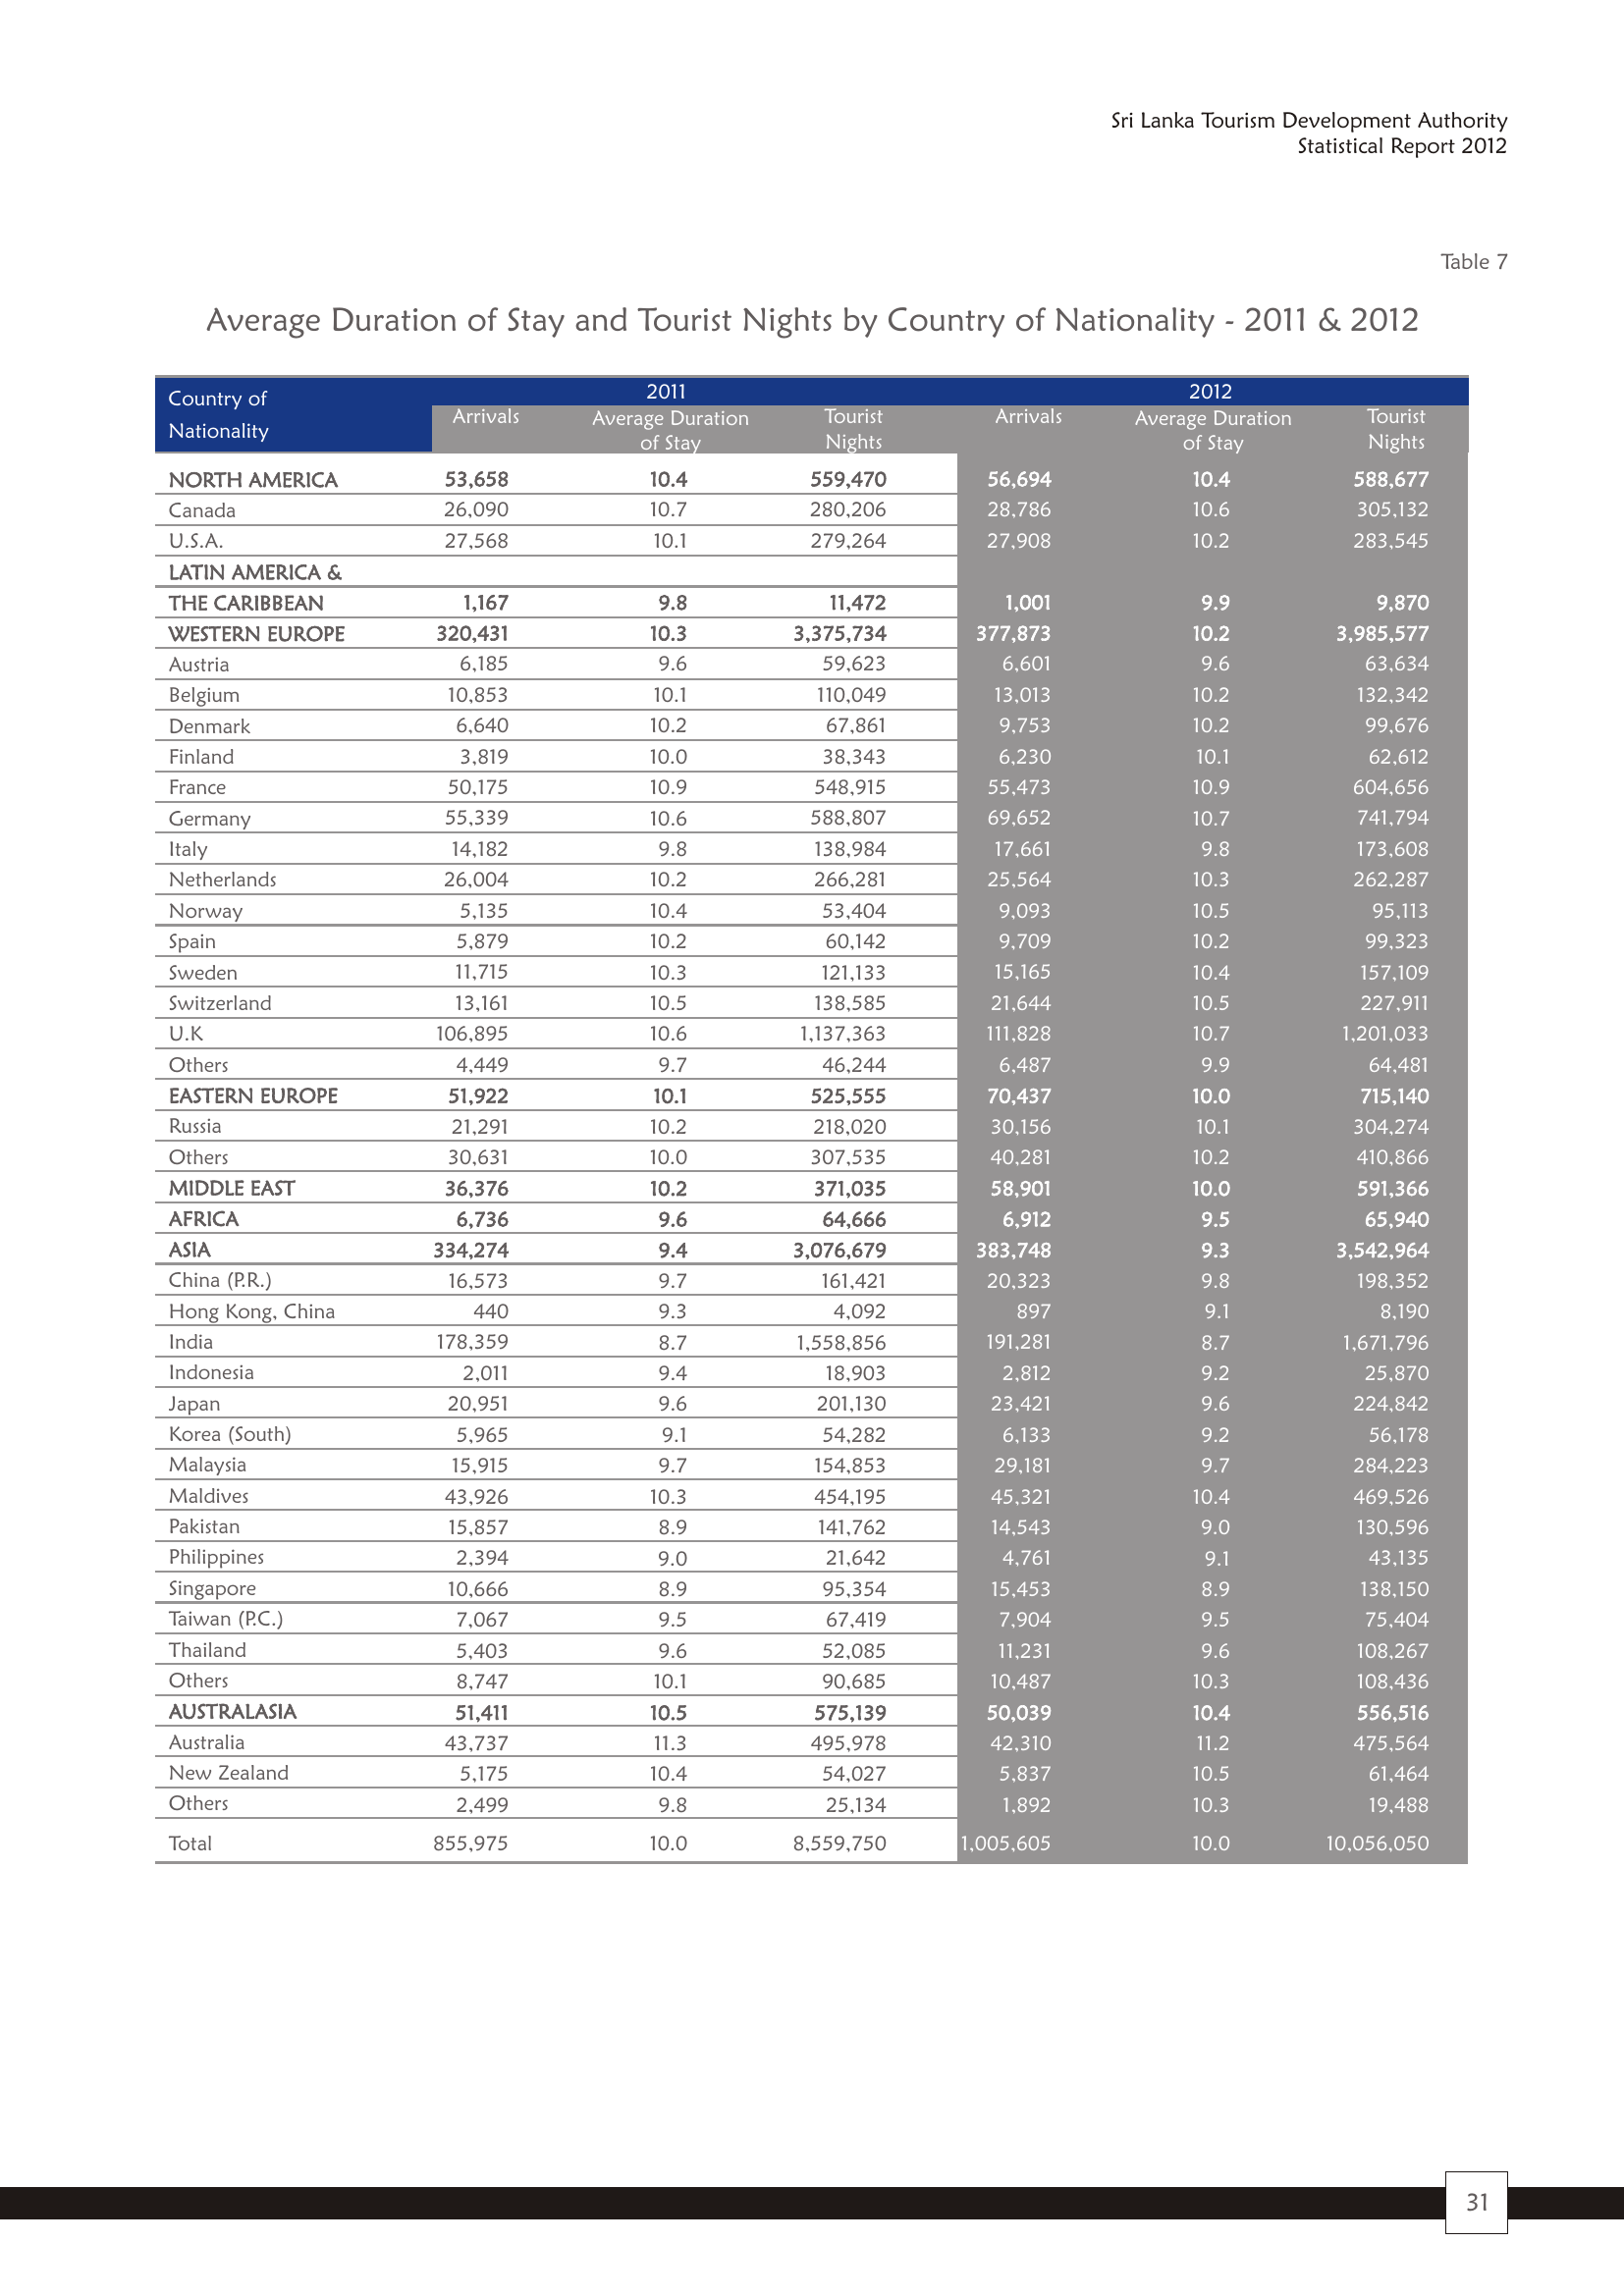 Sri Lanka Tourism Development Authority
Statistical Report 2012
Table 7
Average Duration of Stay and Tourist Nights by Country of Nationality - 2011 & 2012
Country of Nationality 2011 2012
Arrivals Average Duration of Stay Tourist Nights Arrivals Average Duration of Stay Tourist Nights
NORTH AMERICA 53,658 10.4 559,470 56,694 10.4 588,677
Canada 26,090 10.7 280,206 28,786 10.6 305,132
U.S.A. 27,568 10.1 279,264 27,908 10.2 283,545
LATIN AMERICA &
THE CARIBBEAN 1,167 9.8 11,472 1,001 9.9 9,870
WESTERN EUROPE 320,431 10.3 3,375,734 377,873 10.2 3,985,577
Austria 6,185 9.6 59,623 6,601 9.6 63,634
Belgium 10,853 10.1 110,049 13,013 10.2 132,342
Denmark 6,640 10.2 67,861 9,753 10.2 99,676
Finland 3,819 10.0 38,343 6,230 10.1 62,612
France 50,175 10.9 548,915 55,473 10.9 604,656
Germany 55,339 10.6 588,807 69,652 10.7 741,794
Italy 14,182 9.8 138,984 17,661 9.8 173,608
Netherlands 26,004 10.2 266,281 25,564 10.3 262,287
Norway 5,135 10.4 53,404 9,093 10.5 95,113
Spain 5,879 10.2 60,142 9,709 10.2 99,323
Sweden 11,715 10.3 121,133 15,165 10.4 157,109
Switzerland 13,161 10.5 138,585 21,644 10.5 227,911
U.K 106,895 10.6 1,137,363 111,828 10.7 1,201,033
Others 4,449 9.7 46,244 6,487 9.9 64,481
EASTERN EUROPE 51,922 10.1 525,555 70,437 10.0 715,140
Russia 21,291 10.2 218,020 30,156 10.1 304,274
Others 30,631 10.0 307,535 40,281 10.2 410,866
MIDDLE EAST 36,376 10.2 371,035 58,901 10.0 591,366
AFRICA 6,736 9.6 64,666 6,912 9.5 65,940
ASIA 334,274 9.4 3,076,679 383,748 9.3 3,542,964
China (P.R.) 16,573 9.7 161,421 20,323 9.8 198,352
Hong Kong, China 440 9.3 4,092 897 9.1 8,190
India 178,359 8.7 1,558,856 191,281 8.7 1,671,796
Indonesia 2,011 9.4 18,903 2,812 9.2 25,870
Japan 20,951 9.6 201,130 23,421 9.6 224,842
Korea (South) 5,965 9.1 54,282 6,133 9.2 56,178
Malaysia 15,915 9.7 154,853 29,181 9.7 284,223
Maldives 43,926 10.3 454,195 45,321 10.4 469,526
Pakistan 15,857 8.9 141,762 14,543 9.0 130,596
Philippines 2,394 9.0 21,642 4,761 9.1 43,135
Singapore 10,666 8.9 95,354 15,453 8.9 138,150
Taiwan (P.C.) 7,067 9.5 67,419 7,904 9.5 75,404
Thailand 5,403 9.6 52,085 11,231 9.6 108,267
Others 8,747 10.1 90,685 10,487 10.3 108,436
AUSTRALASIA 51,411 10.5 575,139 50,039 10.4 556,516
Australia 43,737 11.3 495,978 42,310 11.2 475,564
New Zealand 5,175 10.4 54,027 5,837 10.5 61,464
Others 2,499 9.8 25,134 1,892 10.3 19,488
Total 855,975 10.0 8,559,750 1,005,605 10.0 10,056,050
31